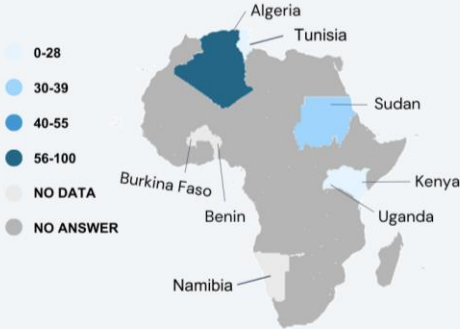 0-28
30-39
40-55
56-100
NO DATA
NO ANSWER
Algeria
Tunisia
Sudan
Kenya
Uganda
Burkina Faso
Benin
Namibia